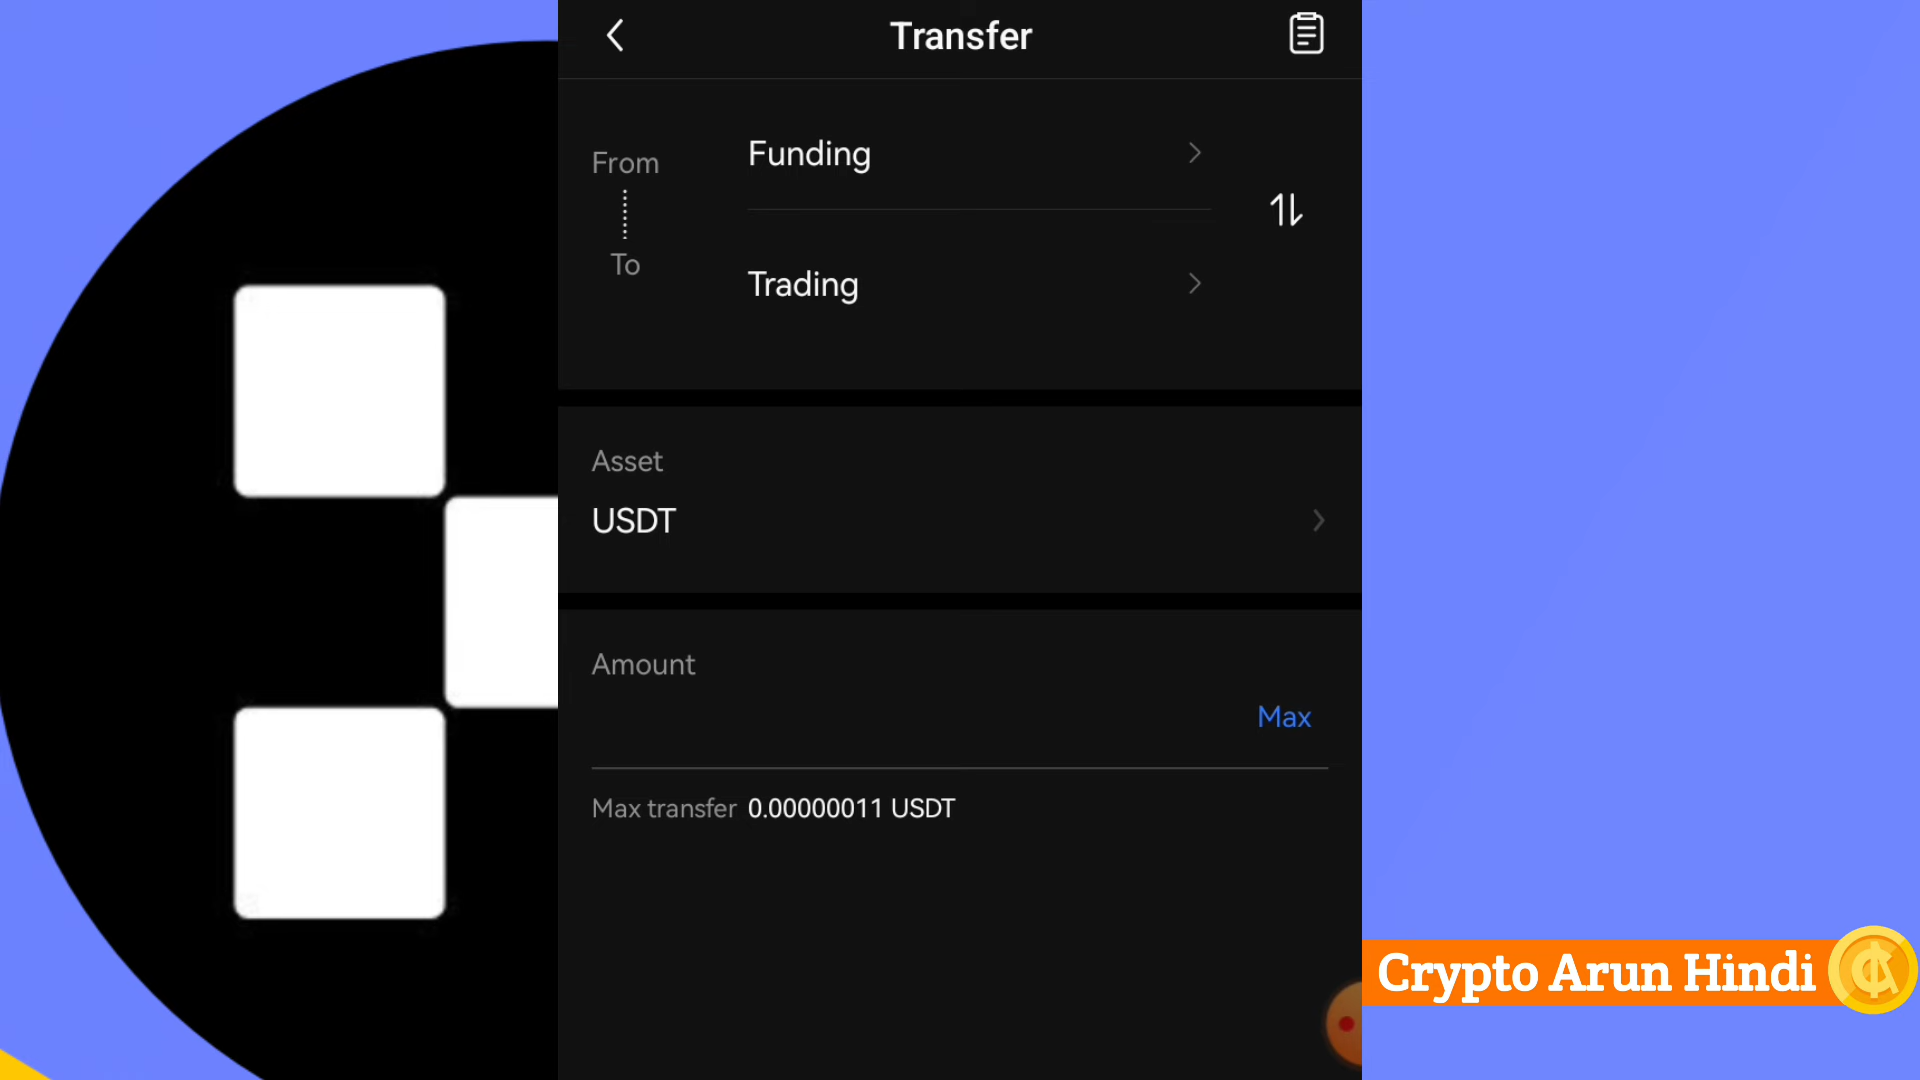 Transfer
From
Funding
To
Trading
Asset
USDT
Amount
Max
Max transfer 0.00000011 USDT
Crypto Arun Hindi